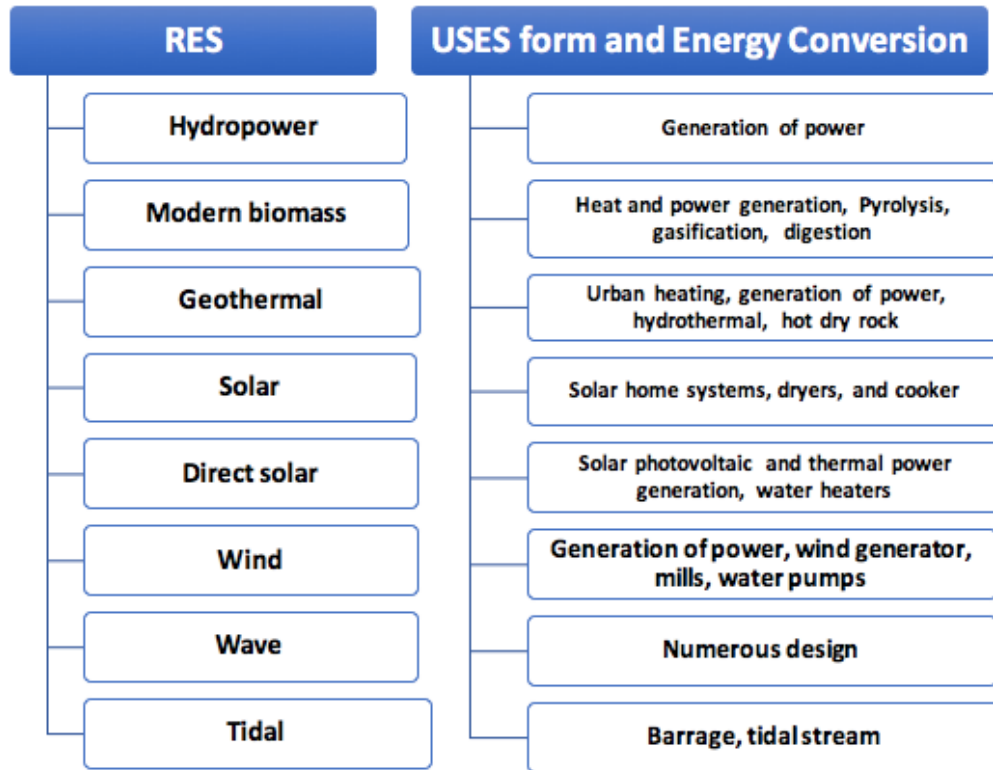 RES
USES form and Energy Conversion
Hydropower
Generation of power
Modern biomass
Heat and power generation, Pyrolysis,
gasification, digestion
Geothermal
Urban heating, generation of power,
hydrothermal, hot dry rock
Solar
Solar home systems, dryers, and cooker
Direct solar
Solar photovoltaic and thermal power
generation, water heaters
Wind
Generation of power, wind generator,
mills, water pumps
Wave
Numerous design
Tidal
Barrage, tidal stream